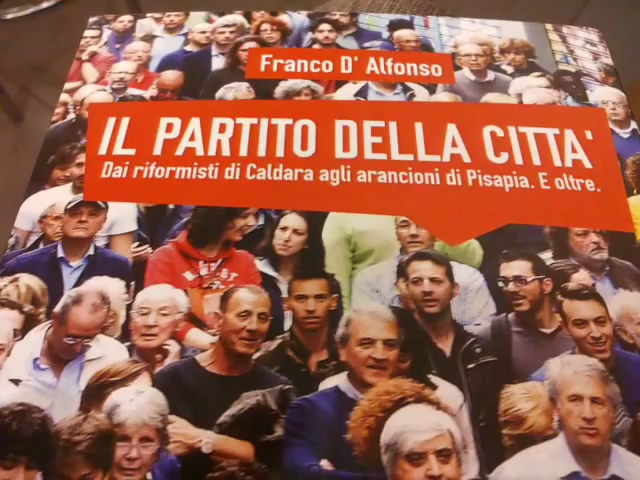 Franco D' Alfonso
IL PARTITO DELLA CITTA'
Dai riformisti di Caldara agli arancioni di Pisapia. E oltre.